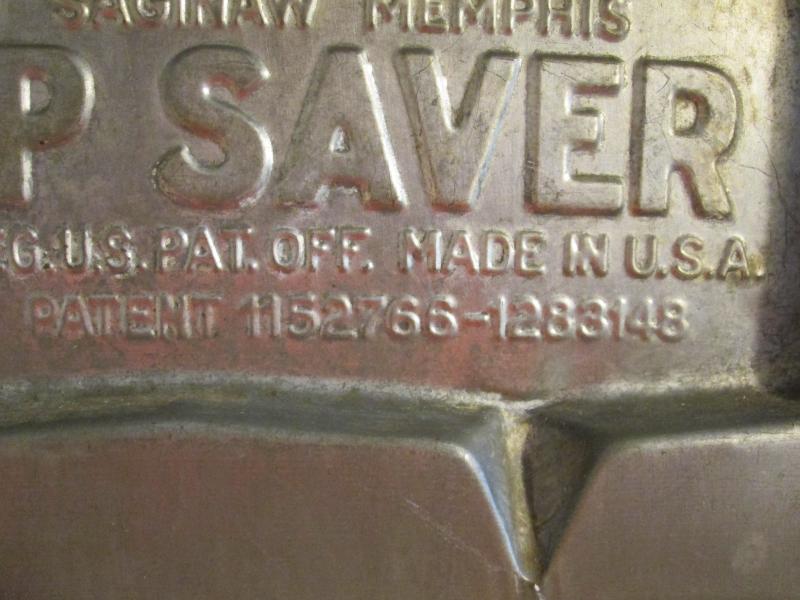 SAGINAW MEMPHIS
P SAVER
EG. U.S. PAT. OFF. MADE IN U.S.A.
PATENT 1152766-1283148